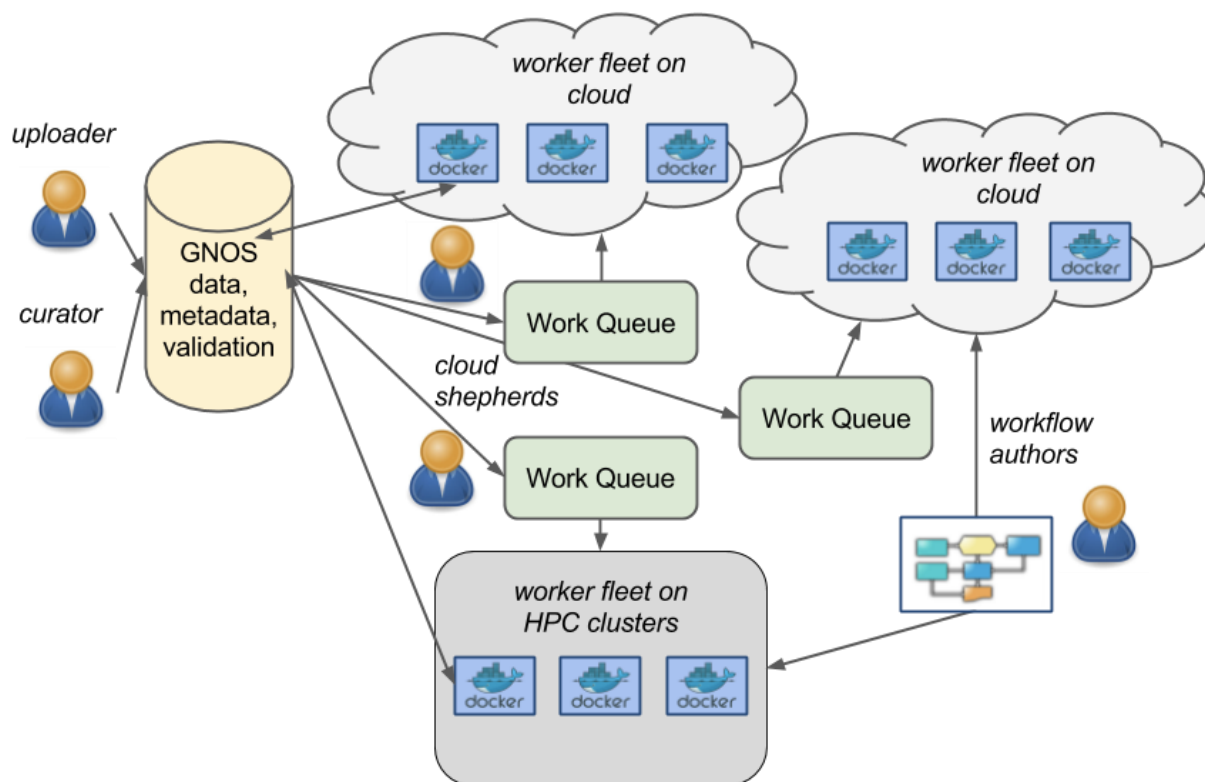 worker fleet on
cloud
docker
docker
docker
uploader
worker fleet on
cloud
docker
docker
docker
GNOS
data,
metadata,
validation
curator
Work Queue
cloud
shepherds
Work Queue
workflow
authors
Work Queue
worker fleet on
HPC clusters
docker
docker
docker